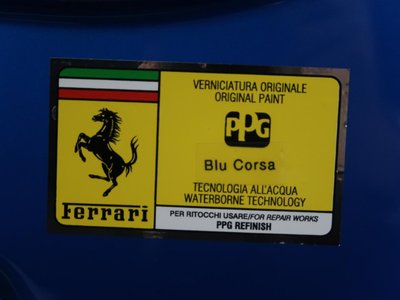 VERNICIATURA ORIGINALE
ORIGINAL PAINT
PPG
Blu Corsa
TECNOLOGIA ALL'ACQUA
WATERBORNE TECHNOLOGY
Ferrari
PER RITOCCHI USARE/FOR REPAIR WORKS
PPG REFINISH